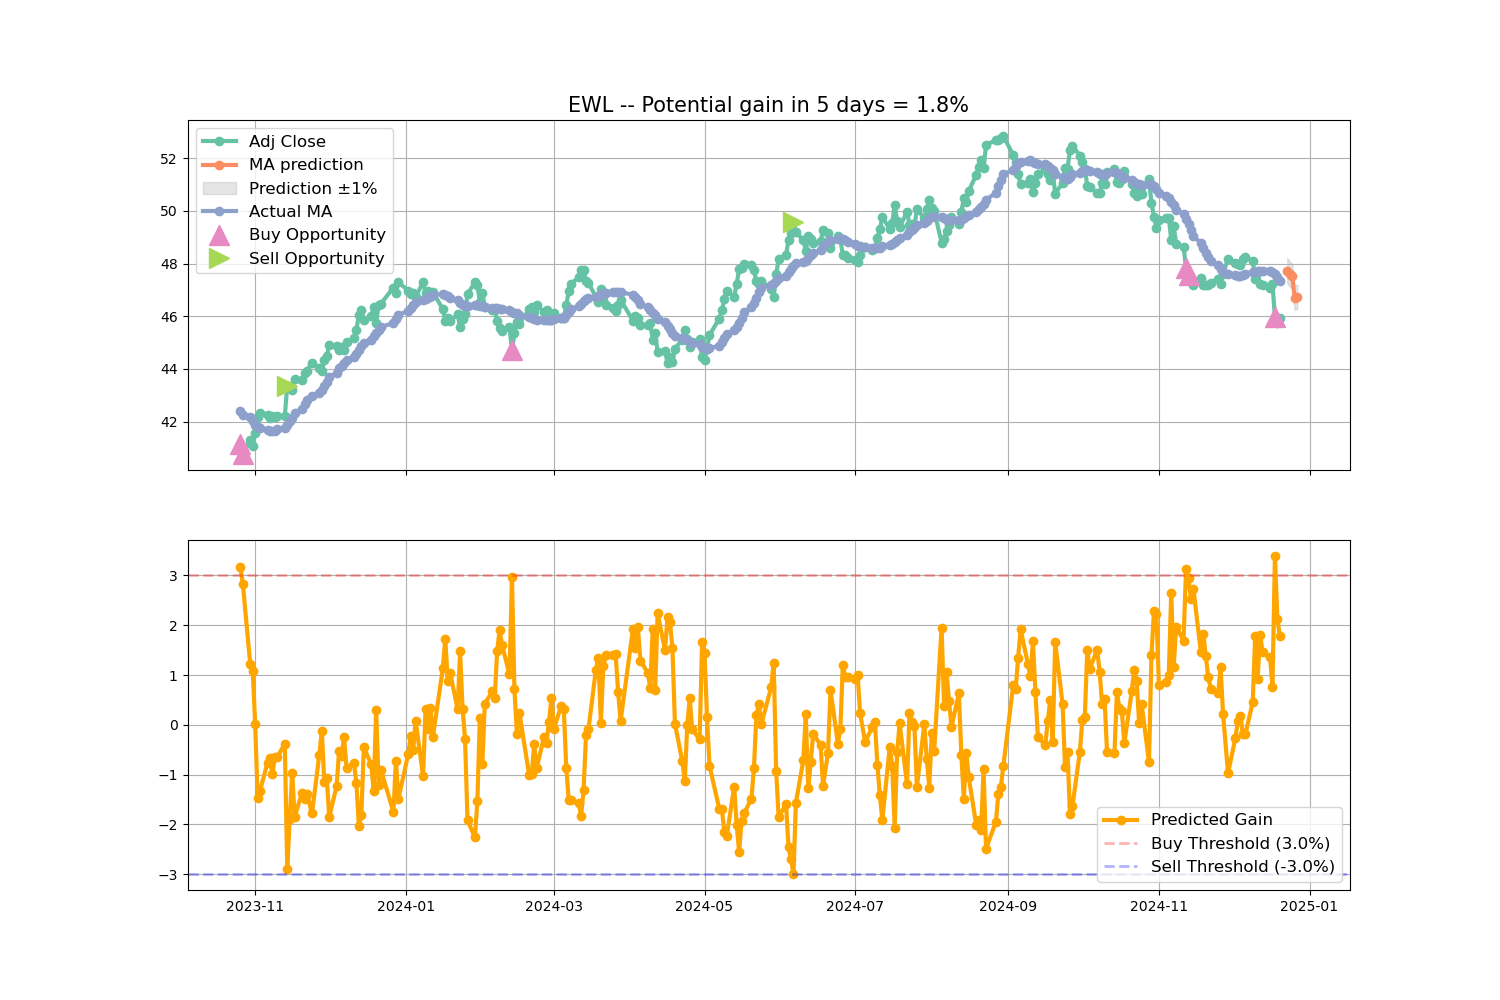 EWL -- Potential gain in 5 days = 1.8%
Adj Close
MA prediction
Prediction ±1%
Actual MA
Buy Opportunity
Sell Opportunity
52
50
48
46
44
42
3
2
1
0
−1
−2
−3
Predicted Gain
Buy Threshold (3.0%)
Sell Threshold (-3.0%)
2023-11
2024-01
2024-03
2024-05
2024-07
2024-09
2024-11
2025-01